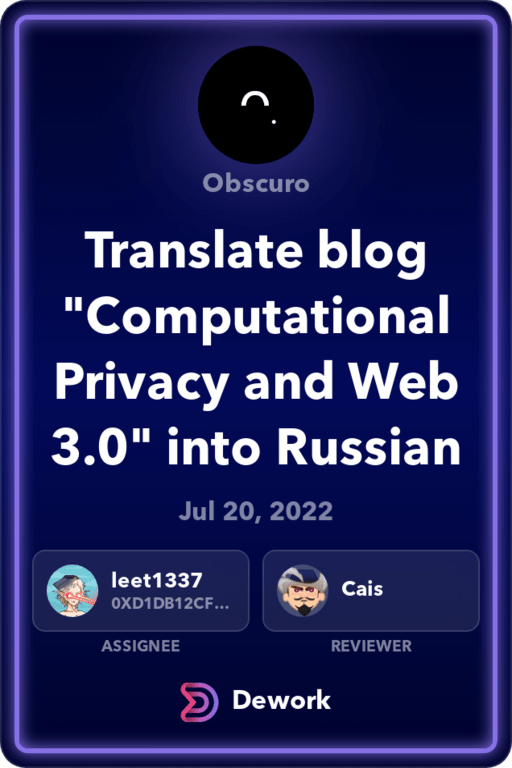 Obscuro
Translate blog
"Computational
Privacy and Web
3.0" into Russian
Jul 20, 2022
leet1337
0XD1DB12CF...
ASSIGNEE
Cais
REVIEWER
Dework